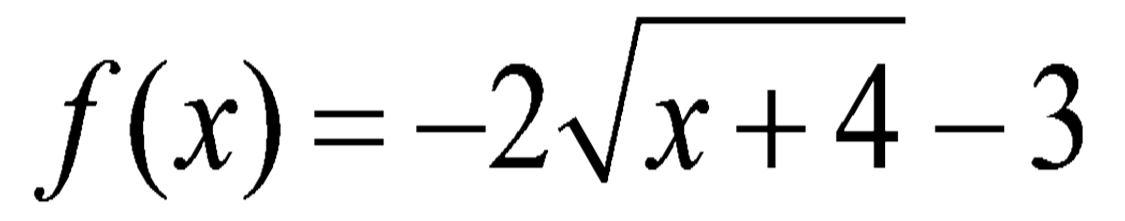 f(x) = −2√(x + 4) − 3